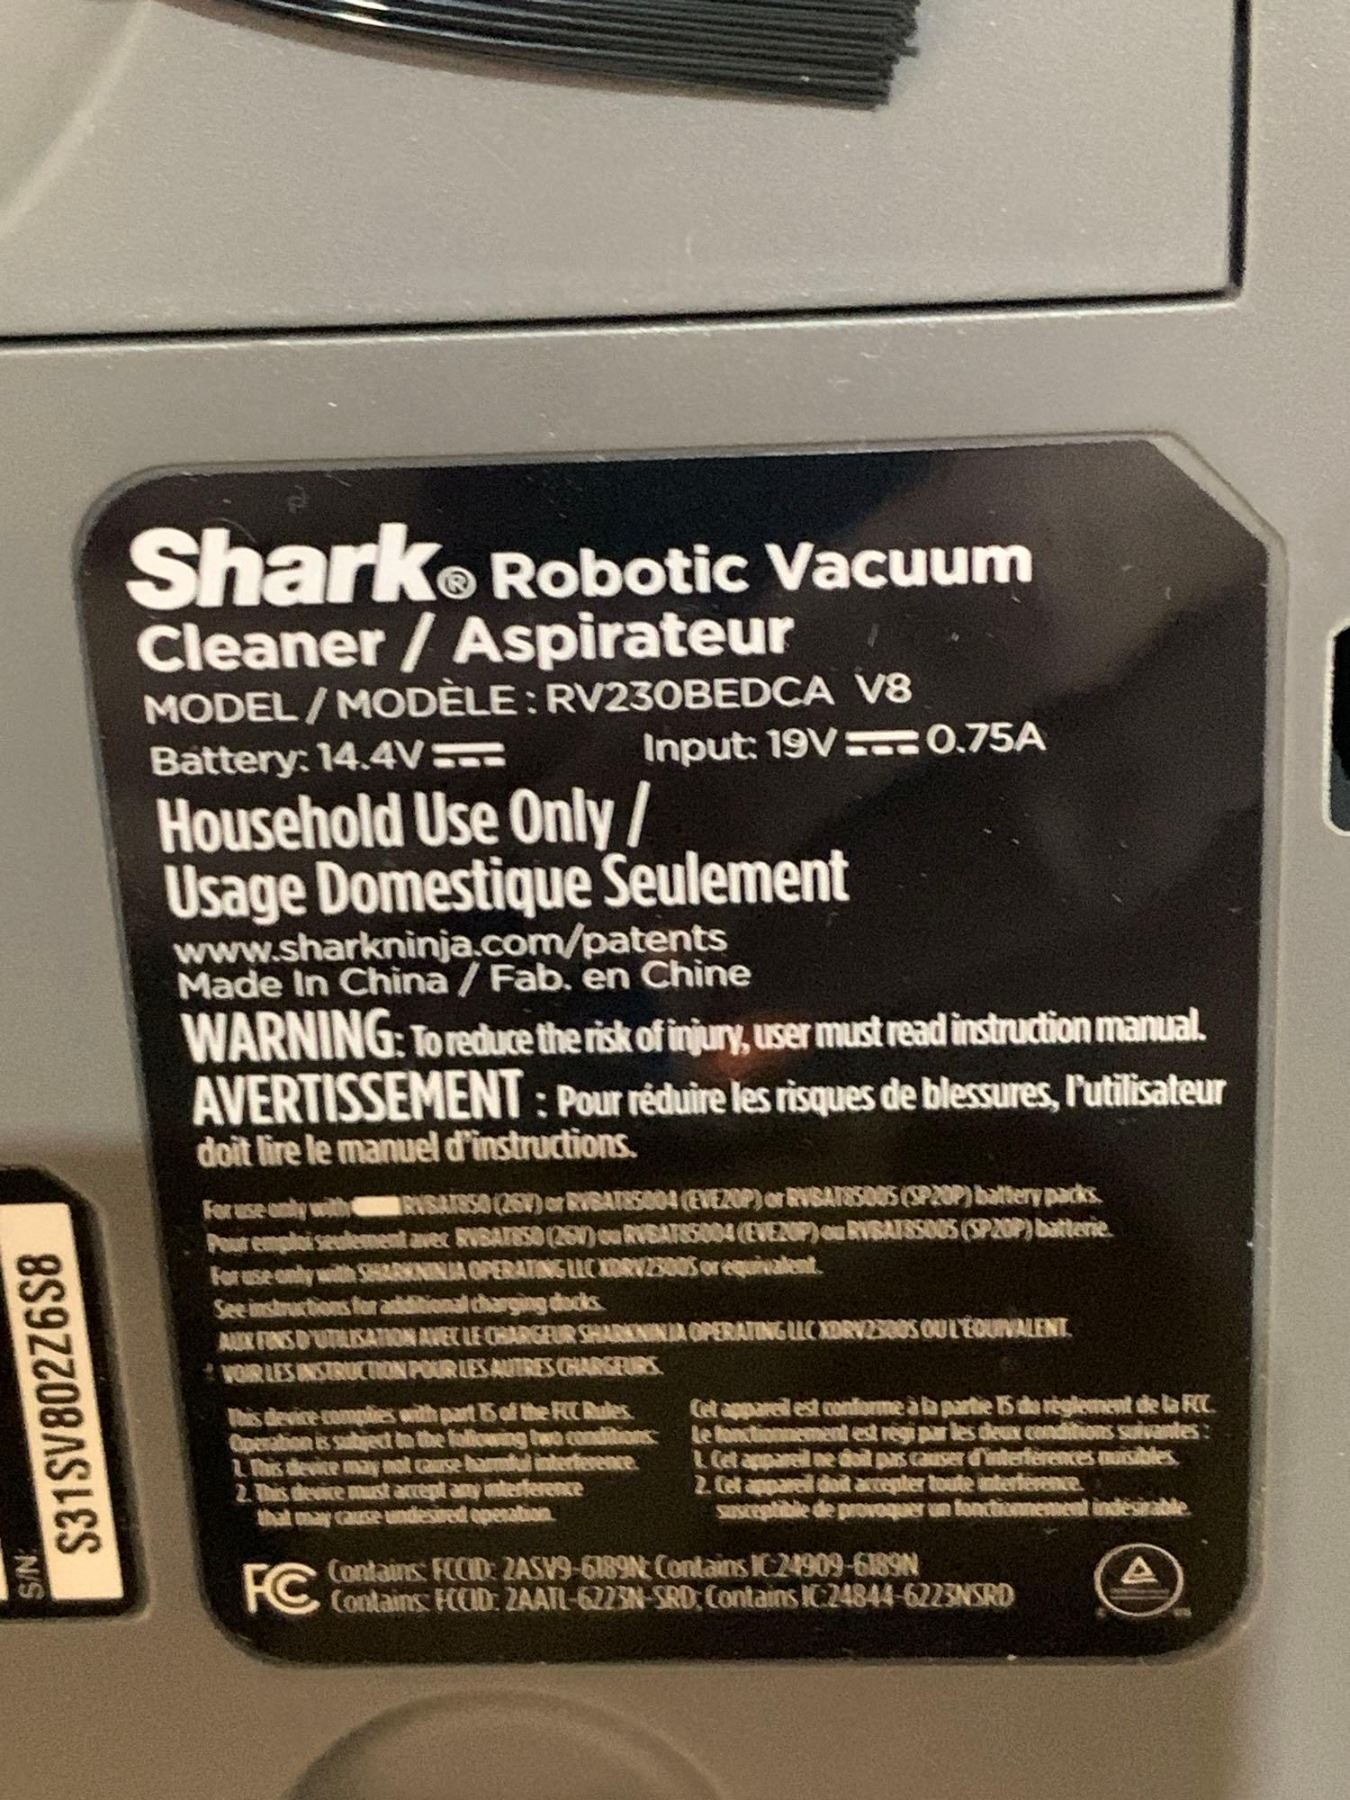 Shark® Robotic Vacuum
Cleaner / Aspirateur
MODEL / MODÈLE : RV230BEDCA V8
Battery: 14.4V Input: 19V 0.75A
Household Use Only /
Usage Domestique Seulement
www.sharkninja.com/patents
Made In China / Fab. en Chine
WARNING: To reduce the risk of injury, user must read instruction manual.
AVERTISSEMENT : Pour réduire les risques de blessures, l'utilisateur
doit lire le manuel d'instructions.
For use only with RVBAT850 (26V) or RVBAT85004 (EVE20P) or RVBAT85005 (SP20P) battery packs.
Pour emploi seulement avec RVBAT850 (26V) ou RVBAT85004 (EVE20P) ou RVBAT85005 (SP20P) batterie.
For use only with SHARKNINJA OPERATING LLC XDRV2300S or equivalent.
See instructions for additional charging docks.
AUX FINS D'UTILISATION AVEC LE CHARGEUR SHARKNINJA OPERATING LLC XDRV2300S OU L'ÉQUIVALENT.
VOIR LES INSTRUCTION POUR LES AUTRES CHARGEURS.
This device complies with part 15 of the FCC Rules.
Operation is subject to the following two conditions:
1. This device may not cause harmful interference.
2. This device must accept any interference
that may cause undesired operation.
Cet appareil est conforme à la partie 15 du règlement de la FCC.
Le fonctionnement est régi par les deux conditions suivantes :
1. Cet appareil ne doit pas causer d'interférences nuisibles.
2. Cet appareil doit accepter toute interférence.
susceptible de provoquer un fonctionnement indésirable.
FC Contains: FCCID: 2ASV9-6189N; Contains IC:24909-6189N
Contains: FCCID: 2AATL-6223N-SRD; Contains IC:24844-6223NSRD
S/N:
S31SV802Z6S8